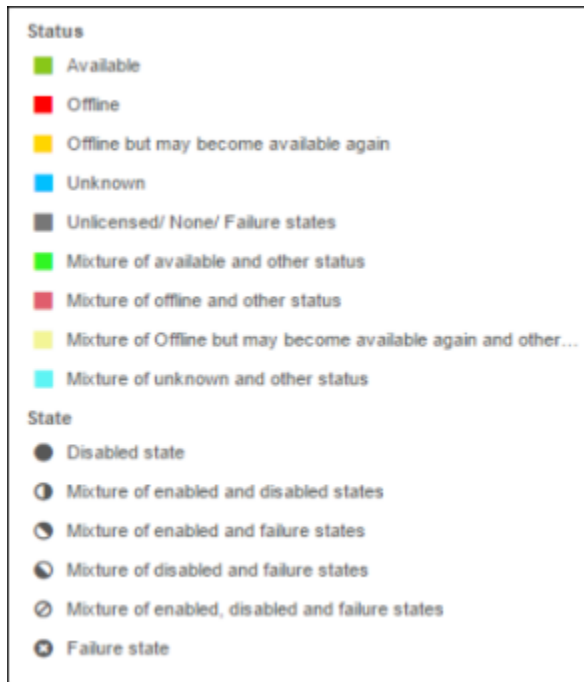 Status
Available
Offline
Offline but may become available again
Unknown
Unlicensed/ None/ Failure states
Mixture of available and other status
Mixture of offline and other status
Mixture of Offline but may become available again and other...
Mixture of unknown and other status
State
Disabled state
Mixture of enabled and disabled states
Mixture of enabled and failure states
Mixture of disabled and failure states
Mixture of enabled, disabled and failure states
Failure state